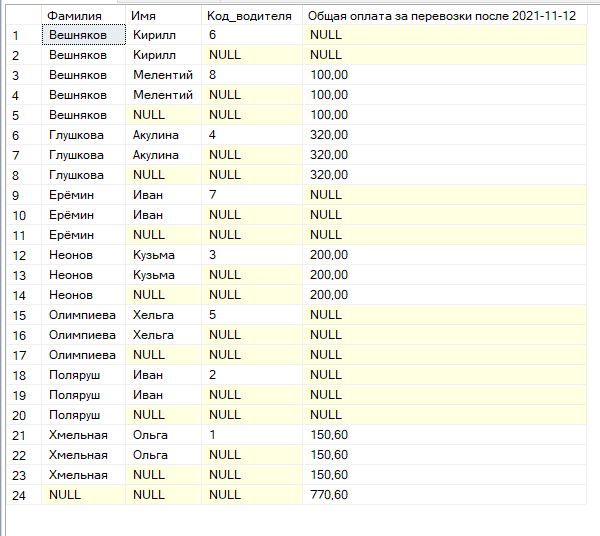 Фамилия Имя Код_водителя Общая оплата за перевозки после 2021-11-12
1 Вешняков Кирилл 6 NULL
2 Вешняков Кирилл NULL NULL
3 Вешняков Мелентий 8 100,00
4 Вешняков Мелентий NULL 100,00
5 Вешняков NULL NULL 100,00
6 Глушкова Акулина 4 320,00
7 Глушкова Акулина NULL 320,00
8 Глушкова NULL NULL 320,00
9 Ерёмин Иван 7 NULL
10 Ерёмин Иван NULL NULL
11 Ерёмин NULL NULL NULL
12 Неонов Кузьма 3 200,00
13 Неонов Кузьма NULL 200,00
14 Неонов NULL NULL 200,00
15 Олимпиева Хельга 5 NULL
16 Олимпиева Хельга NULL NULL
17 Олимпиева NULL NULL NULL
18 Поляруш Иван 2 NULL
19 Поляруш Иван NULL NULL
20 Поляруш NULL NULL NULL
21 Хмельная Ольга 1 150,60
22 Хмельная Ольга NULL 150,60
23 Хмельная NULL NULL 150,60
24 NULL NULL NULL 770,60